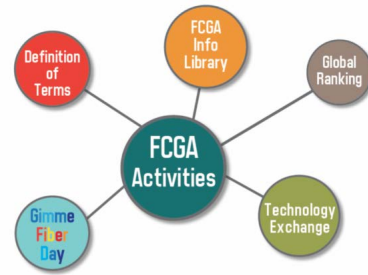 FCGA
Info
Library
Definition
of
Terms
Global
Ranking
FCGA
Activities
Gimme
Fiber
Day
Technology
Exchange